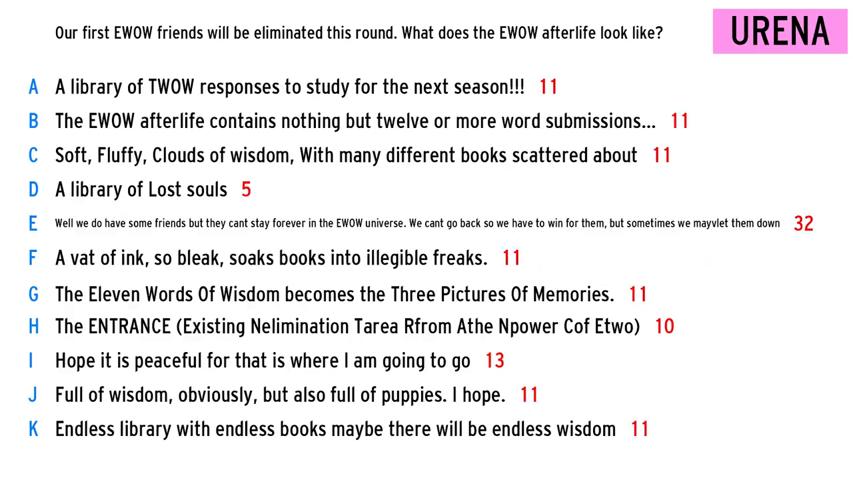 Our first EWOW friends will be eliminated this round. What does the EWOW afterlife look like?
URENA
A A library of TWOW responses to study for the next season!!! 11
B The EWOW afterlife contains nothing but twelve or more word submissions... 11
C Soft, Fluffy, Clouds of wisdom, With many different books scattered about 11
D A library of Lost souls 5
E Well we do have some friends but they cant stay forever in the EWOW universe. We cant go back so we have to win for them, but sometimes we mayvlet them down 32
F A vat of ink, so bleak, soaks books into illegible freaks. 11
G The Eleven Words Of Wisdom becomes the Three Pictures Of Memories. 11
H The ENTRANCE (Existing Nelimination Tarea Rfrom Athe Npower Cof Etwo) 10
I Hope it is peaceful for that is where I am going to go 13
J Full of wisdom, obviously, but also full of puppies. I hope. 11
K Endless library with endless books maybe there will be endless wisdom 11